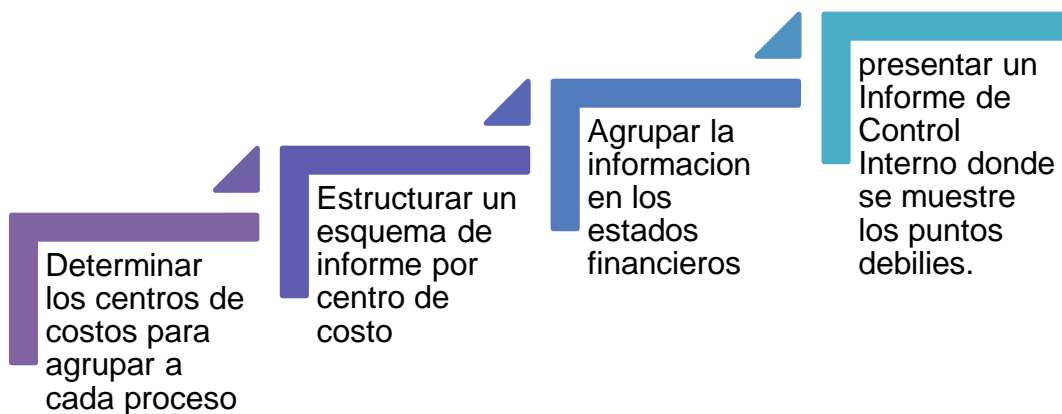 Determinar
los centros de
costos para
agrupar a
cada proceso
Estructurar un
esquema de
informe por
centro de
costo
Agrupar la
informacion
en los
estados
financieros
presentar un
Informe de
Control
Interno donde
se muestre
los puntos
debilies.